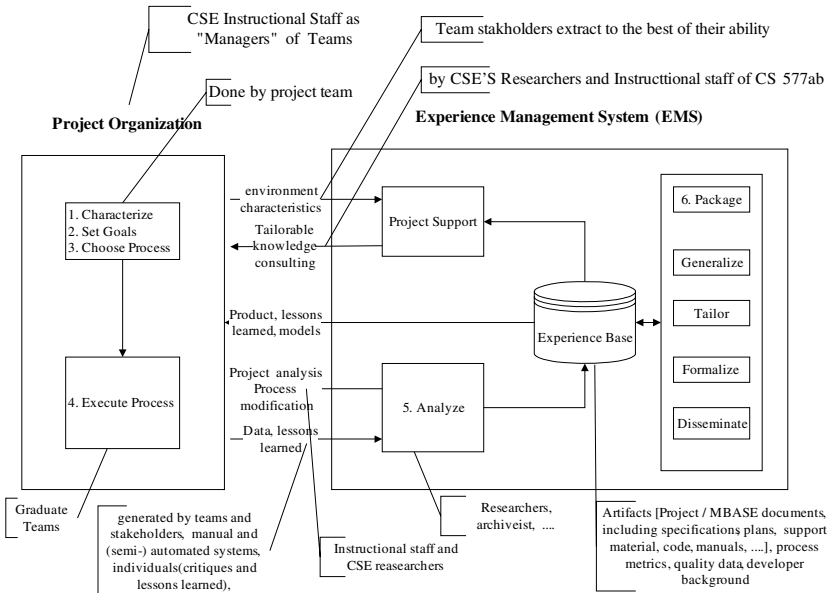 CSE Instructional Staff as
"Managers" of Teams
Team stakholders extract to the best of their ability
by CSE'S Researchers and Instructtional staff of CS 577ab
Done by project team
Project Organization
Experience Management System (EMS)
1. Characterize
2. Set Goals
3. Choose Process
environment
characteristics
Tailorable
knowledge
consulting
Project Support
6. Package
Generalize
Tailor
Formalize
Disseminate
Product, lessons
learned, models
Experience Base
Project analysis
Process
modification
4. Execute Process
5. Analyze
Data, lessons
learned
Graduate
Teams
generated by teams and
stakeholders, manual and
(semi-) automated systems,
individuals(critiques and
lessons learned),
Instructional staff and
CSE reasearchers
Researchers,
archiveist, ....
Artifacts [Project / MBASE documents,
including specifications, plans, support
material, code, manuals, ....], process
metrics, quality data, developer
background